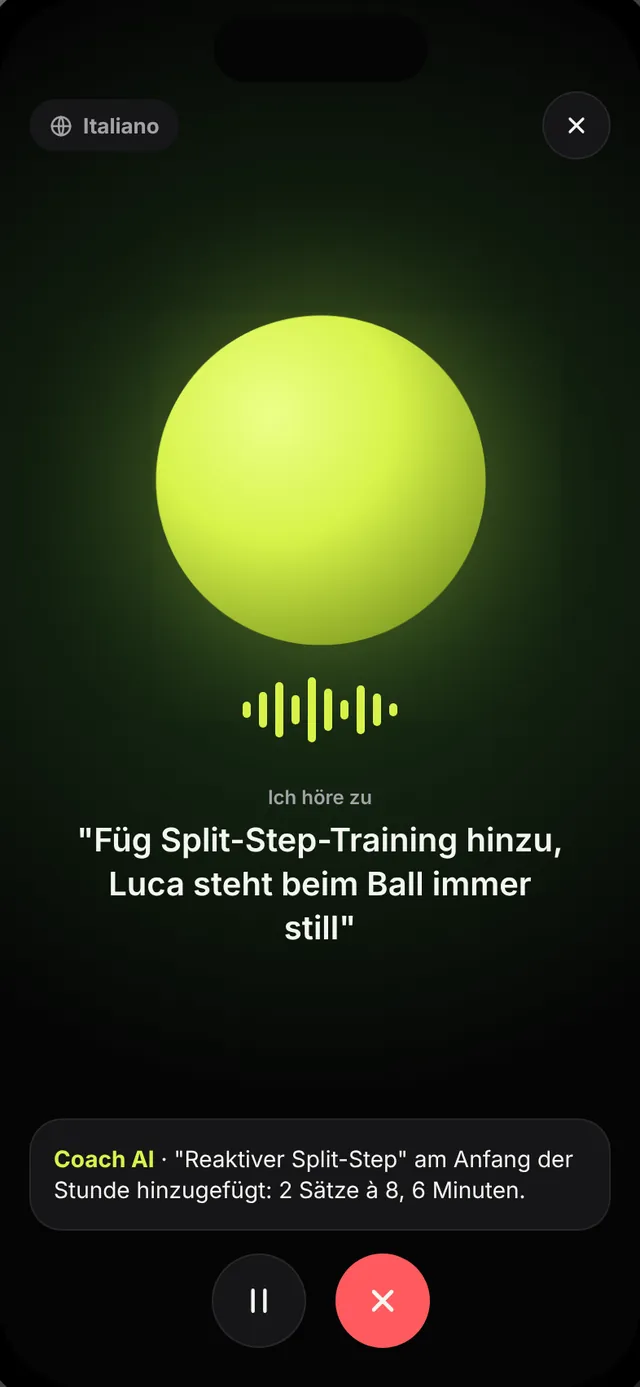 Italiano
Ich höre zu
"Füg Split-Step-Training hinzu,
Luca steht beim Ball immer
still"
Coach AI · "Reaktiver Split-Step" am Anfang der
Stunde hinzugefügt: 2 Sätze à 8, 6 Minuten.